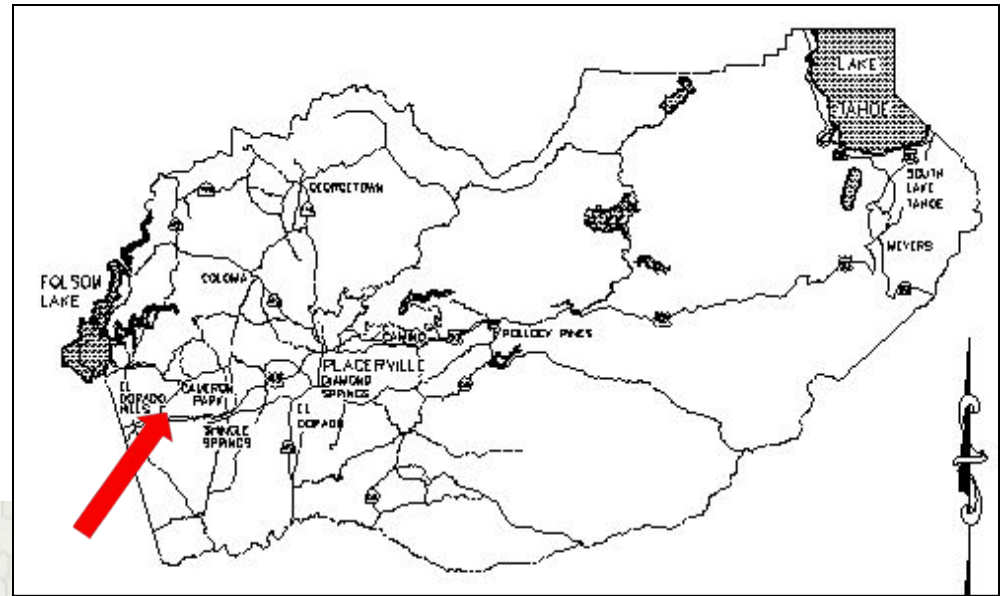 LAKE
TAHOE
SOUTH
LAKE
TAHOE
MEYERS
GEORGETOWN
COLOMA
FOLSOM
LAKE
CAMINO
POLLOCK PINES
PLACERVILLE
DIAMOND
SPRINGS
EL
DORADO
HILLS
CAMERON
PARK
SHINGLE
SPRINGS
EL
DORADO